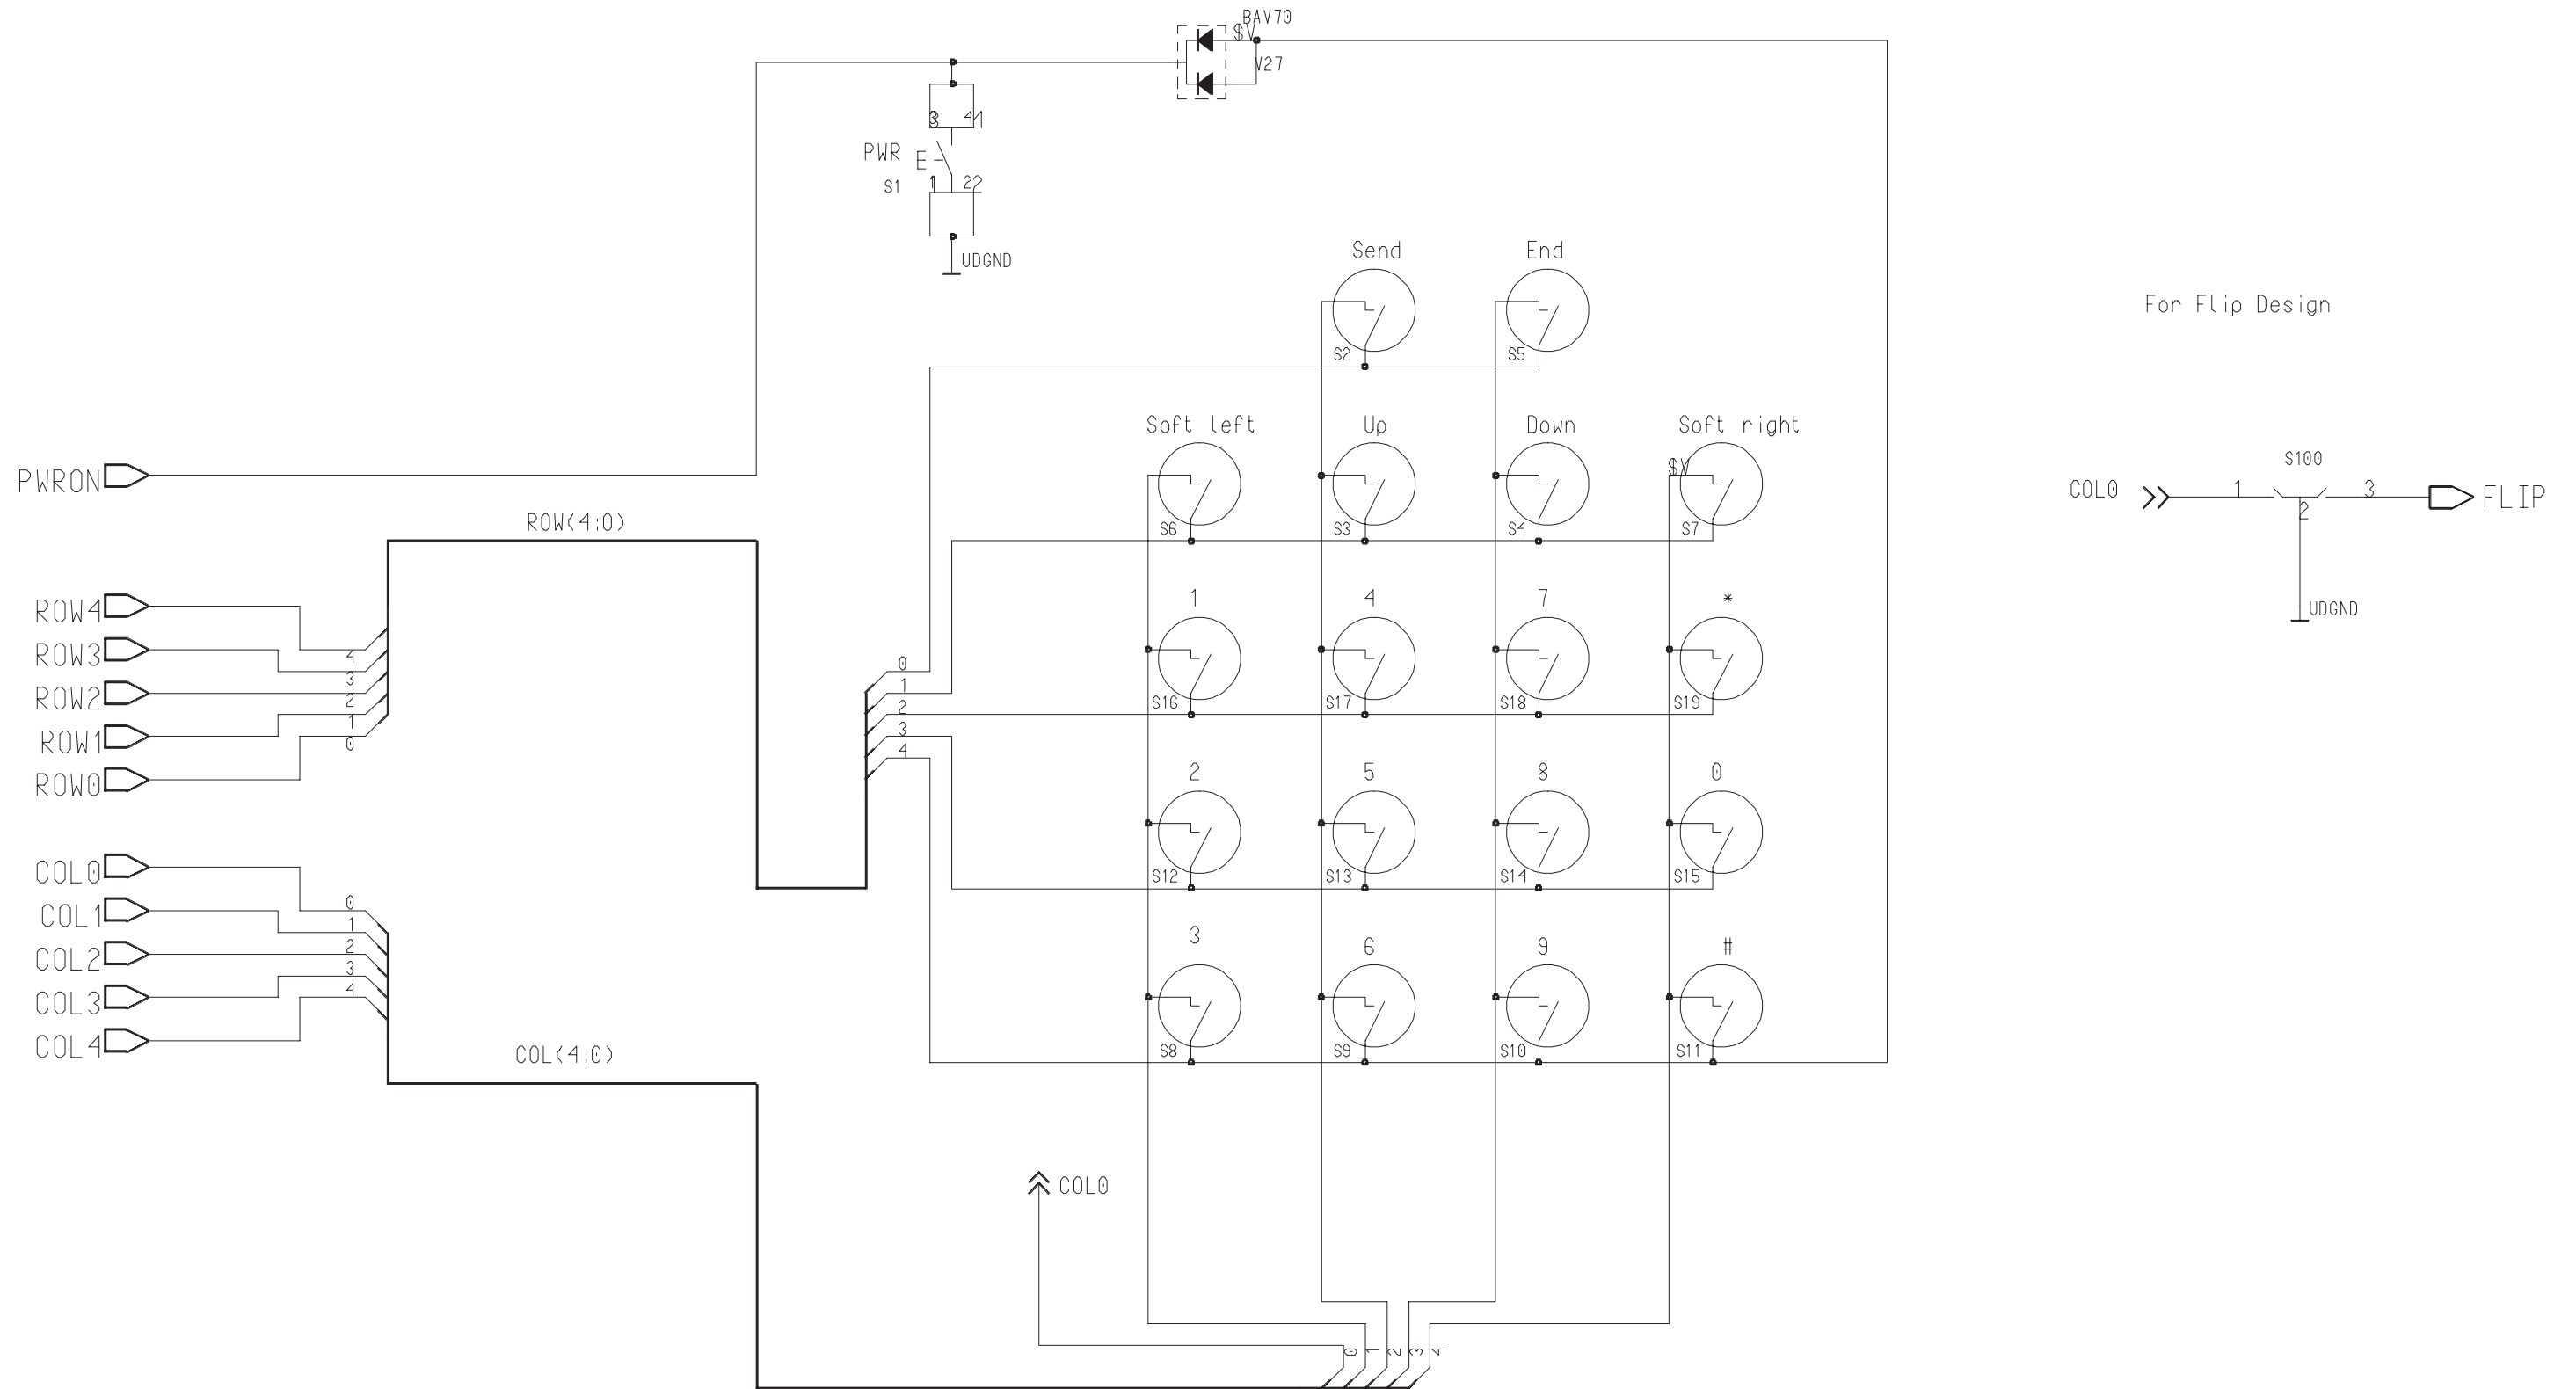 BAV70
$V
V27
3 44
PWR E
S1
1 22
UDGND
Send End
S2 S5
For Flip Design
Soft left Up Down Soft right
$V
S6 S3 S4 S7
PWRON
ROW(4:0)
S100
COL0 1 3 FLIP
2
UDGND
ROW4
ROW3
ROW2
ROW1
ROW0
4
3
2
1
0
0
1
2
3
4
1 4 7 *
S16 S17 S18 S19
2 5 8 0
S12 S13 S14 S15
COL0
COL1
COL2
COL3
COL4
0
1
2
3
4
3 6 9 #
S8 S9 S10 S11
COL(4:0)
COL0
0 1 2 3 4